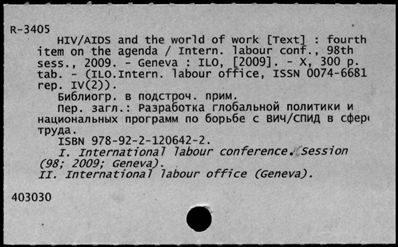 R-3405
HIV/AIDS and the world of work [Text] : fourth
item on the agenda / Intern. labour conf., 98th
sess., 2009. - Geneva : ILO, [2009]. - X, 300 p.
tab. - (ILO.Intern. labour office, ISSN 0074-6681
rep. IV(2)).
Библиогр. в подстроч. прим.
Пер. загл.: Разработка глобальной политики и
национальных программ по борьбе с ВИЧ/СПИД в сфер
труда.
ISBN 978-92-2-120642-2.
I. International labour conference. Session
(98; 2009; Geneva).
II. International labour office (Geneva).
403030